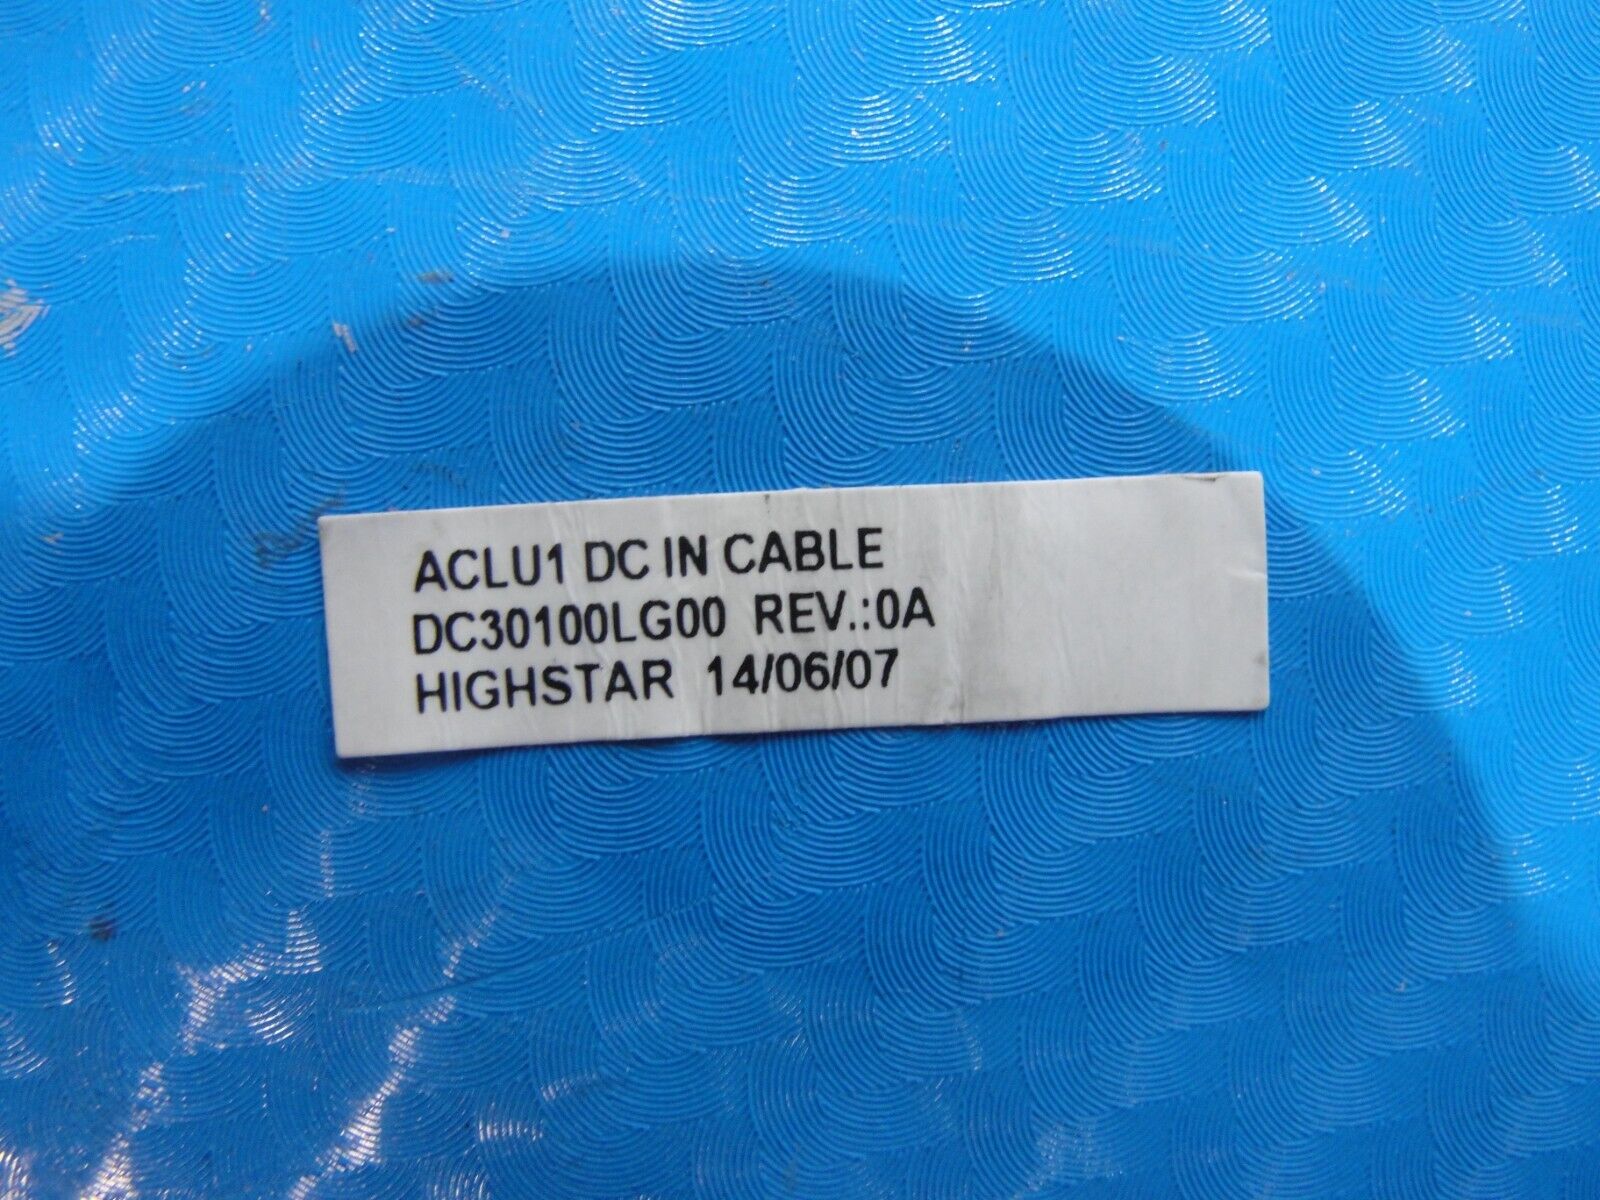 ACLU1 DC IN CABLE
DC30100LG00 REV.:0A
HIGHSTAR 14/06/07